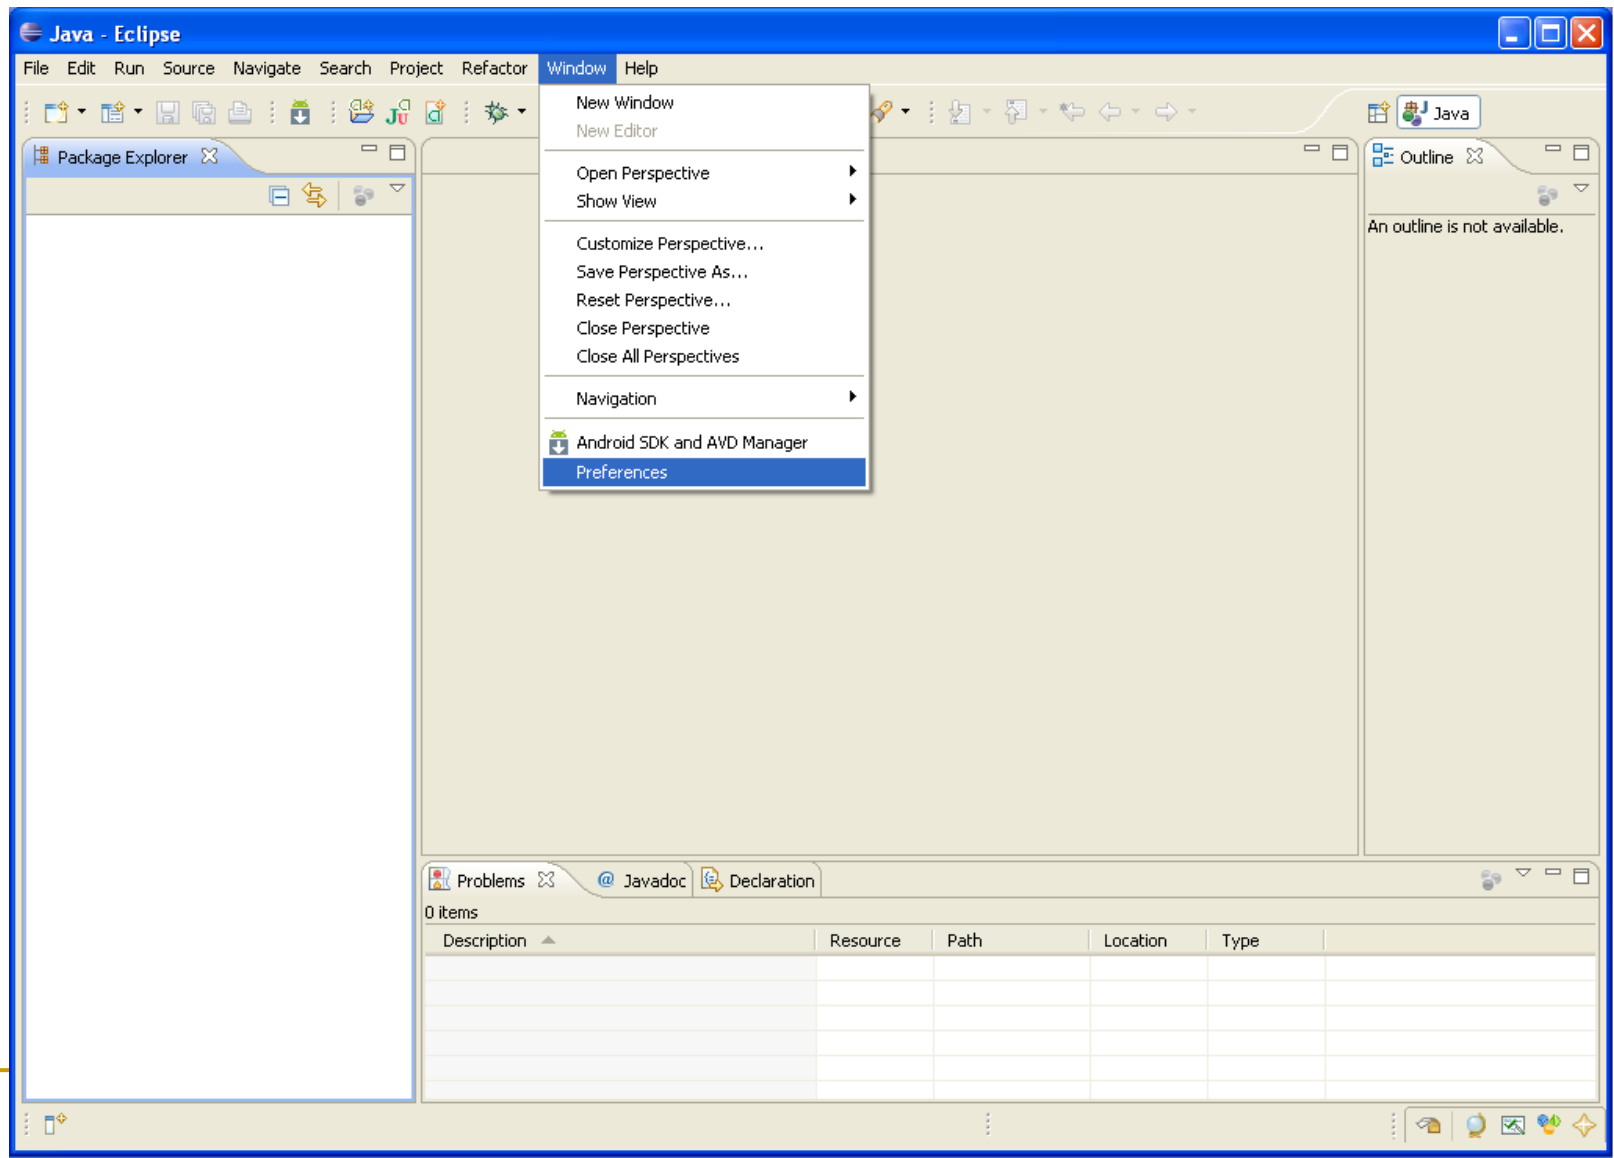 Java - Eclipse
File Edit Run Source Navigate Search Project Refactor Window Help
Java
New Window
New Editor
Open Perspective
Show View
Customize Perspective...
Save Perspective As...
Reset Perspective...
Close Perspective
Close All Perspectives
Navigation
Android SDK and AVD Manager
Preferences
Package Explorer
Outline
An outline is not available.
Problems @ Javadoc Declaration
0 items
Description Resource Path Location Type